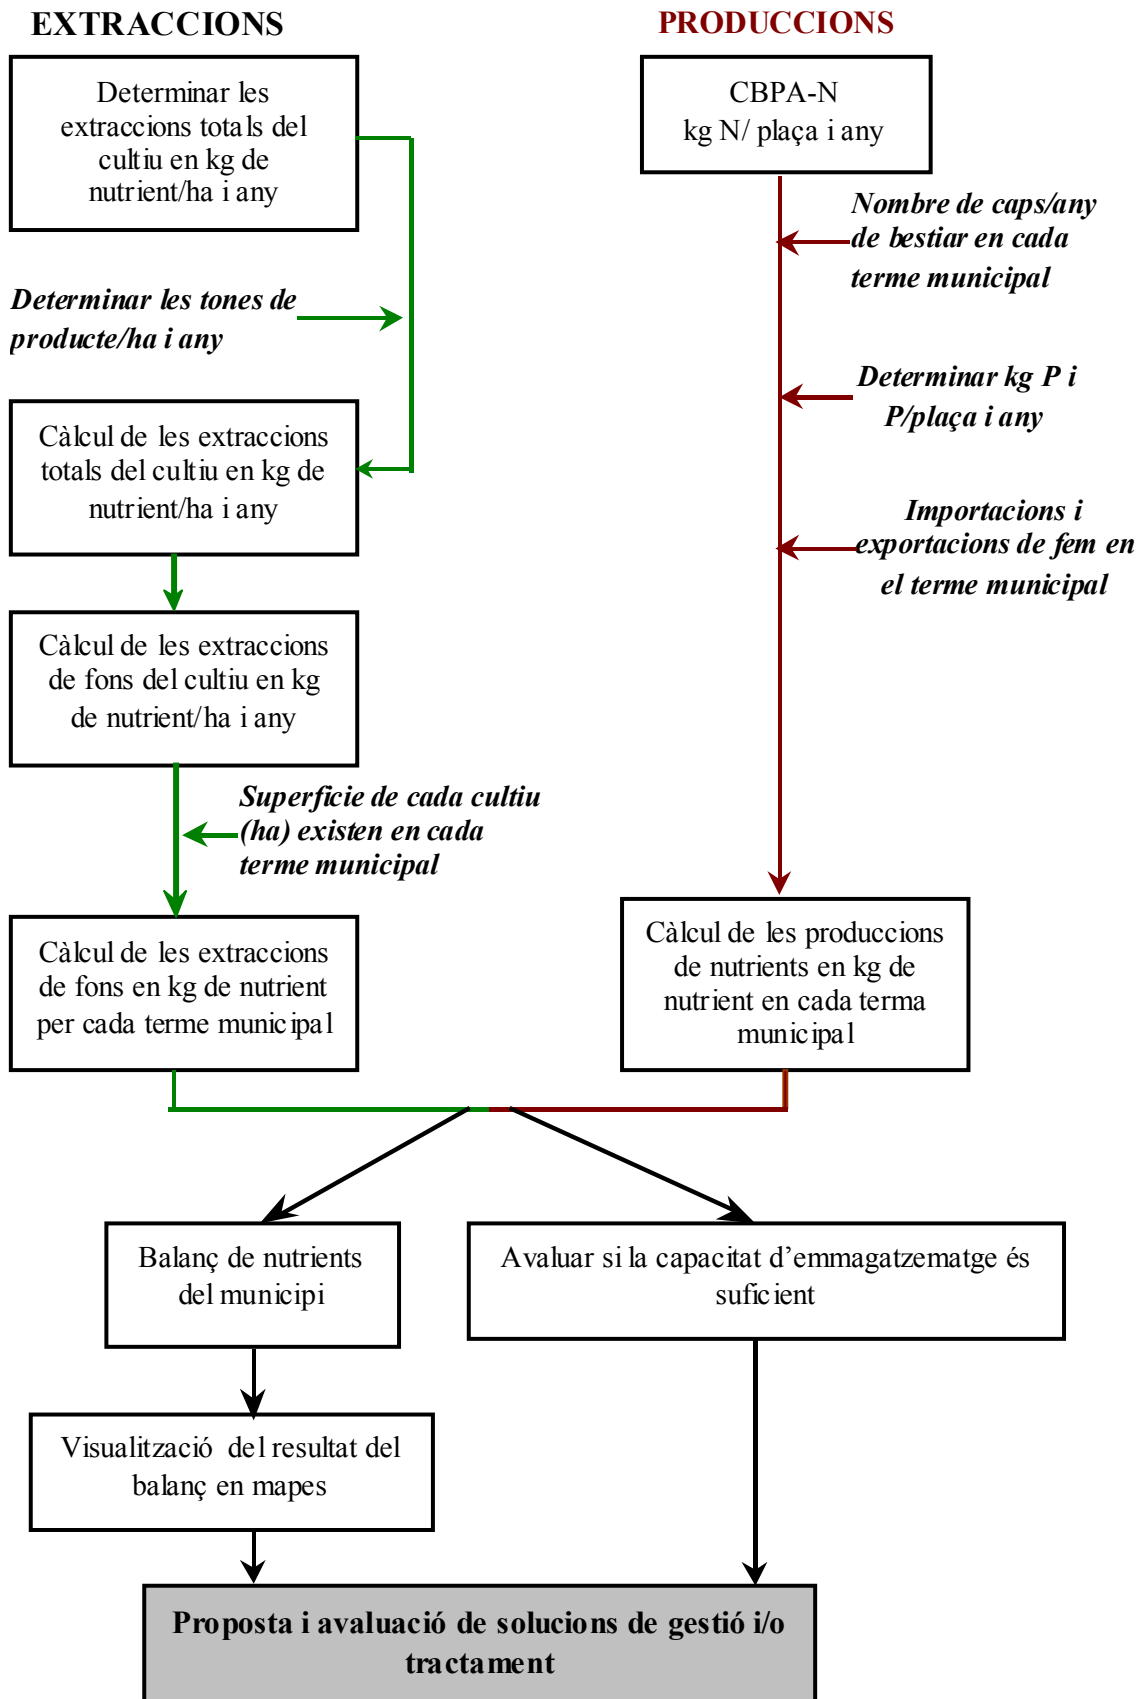 EXTRACCIONS
Determinar les
extraccions totals del
cultiu en kg de
nutrient/ha i any
Determinar les tones de
producte/ha i any
Càlcul de les extraccions
totals del cultiu en kg de
nutrient/ha i any
Càlcul de les extraccions
de fons del cultiu en kg
de nutrient/ha i any
Superficie de cada cultiu
(ha) existen en cada
terme municipal
Càlcul de les extraccions
de fons en kg de nutrient
per cada terme municipal
PRODUCCIONS
CBPA-N
kg N/ plaça i any
Nombre de caps/any
de bestiar en cada
terme municipal
Determinar kg P i
P/plaça i any
Importacions i
exportacions de fem en
el terme municipal
Càlcul de les produccions
de nutrients en kg de
nutrient en cada terma
municipal
Balanç de nutrients
del municipi
Avaluar si la capacitat d’emmagatzematge és
suficient
Visualització del resultat del
balanç en mapes
Proposta i avaluació de solucions de gestió i/o
tractament